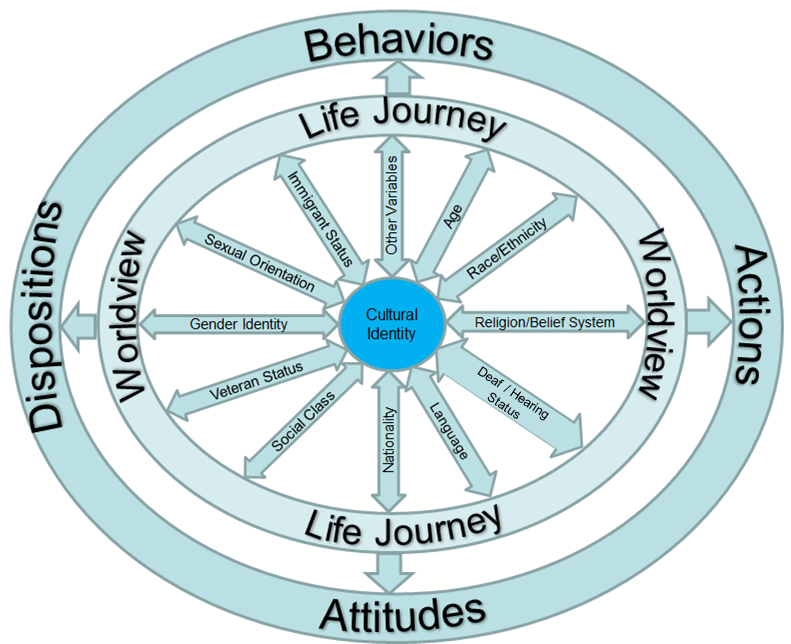 Behaviors
Life Journey
Other Variables
Immigrant Status
Age
Race/Ethnicity
Sexual Orientation
Dispositions
Worldview
Gender Identity
Cultural
Identity
Religion/Belief System
Worldview
Actions
Veteran Status
Social Class
Nationality
Language
Deaf / Hearing
Status
Life Journey
Attitudes